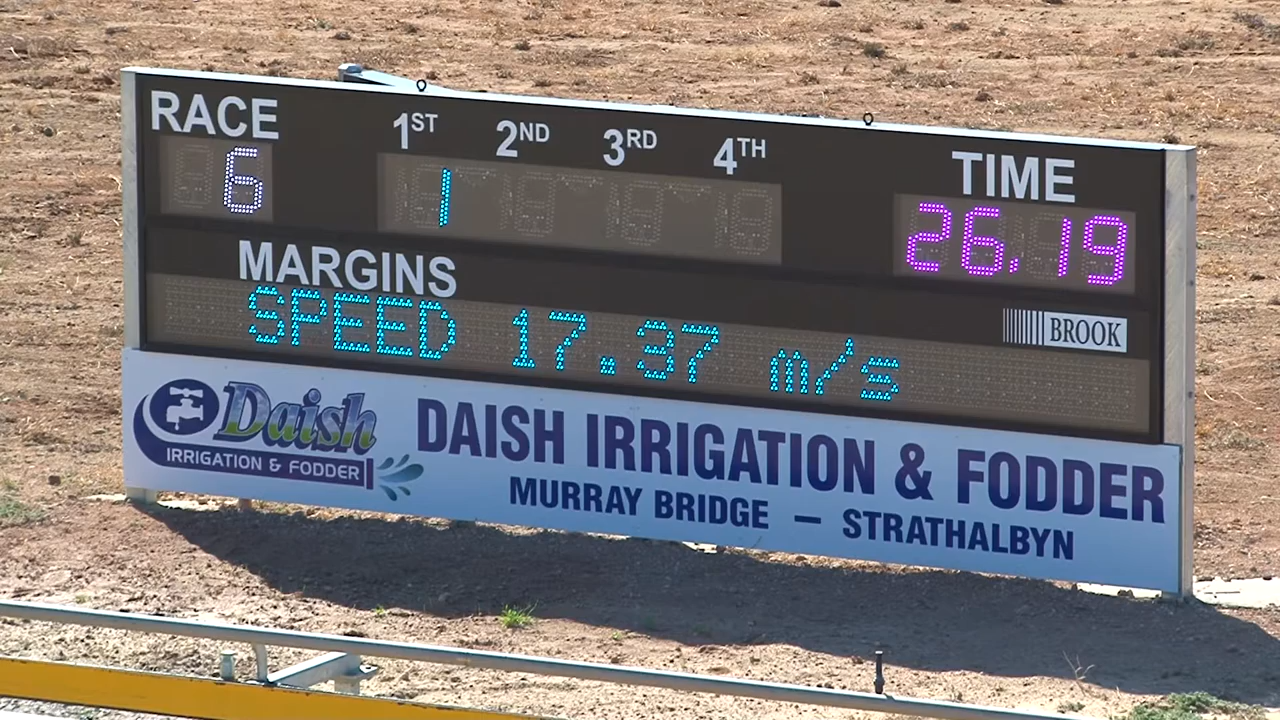 RACE 1ST 2ND 3RD 4TH TIME
6 1 26.19
MARGINS
SPEED 17.37 m/s
BROOK
Daish
IRRIGATION & FODDER
DAISH IRRIGATION & FODDER
MURRAY BRIDGE – STRATHALBYN